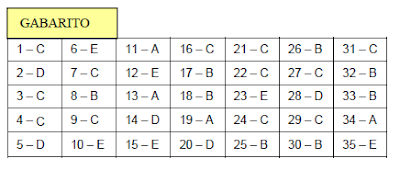 GABARITO
1 – C 6 – E 11 – A 16 – C 21 – C 26 – B 31 – C
2 – D 7 – C 12 – E 17 – B 22 – C 27 – C 32 – B
3 – C 8 – B 13 – A 18 – B 23 – E 28 – D 33 – B
4 – C 9 – C 14 – D 19 – A 24 – C 29 – C 34 – A
5 – D 10 – E 15 – E 20 – D 25 – B 30 – B 35 – E